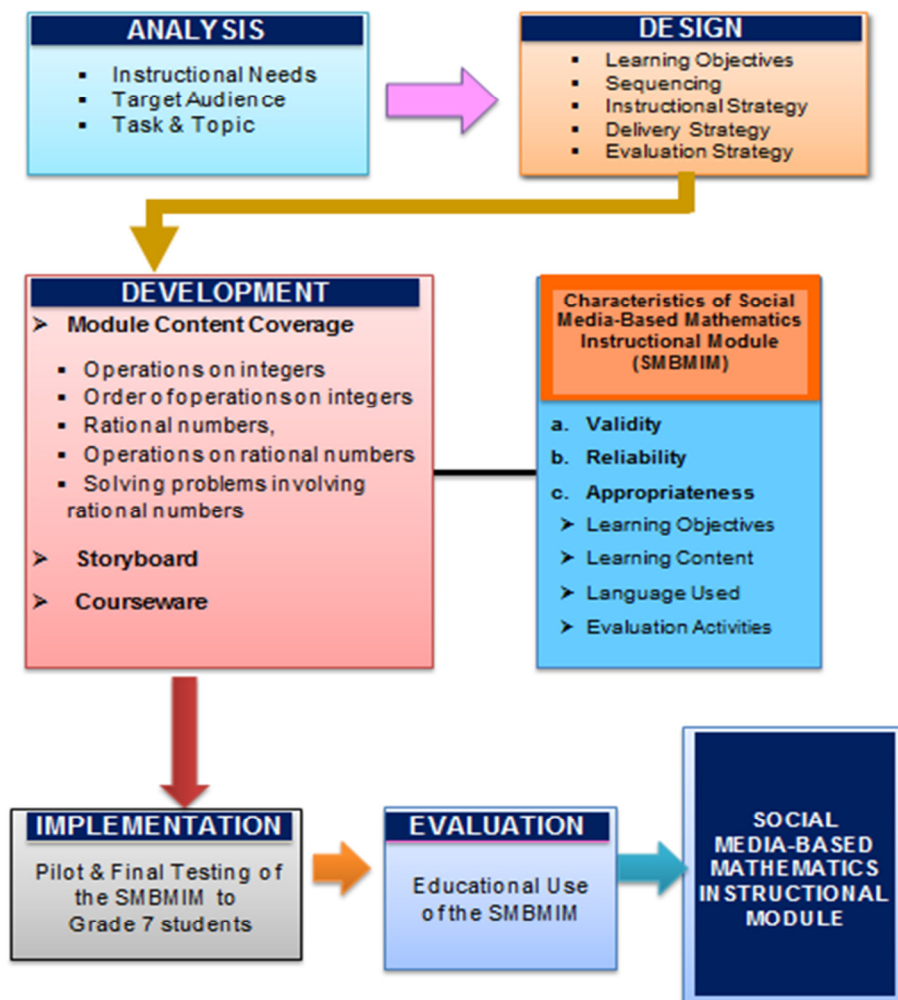 ANALYSIS
▪ Instructional Needs
▪ Target Audience
▪ Task & Topic
DESIGN
▪ Learning Objectives
▪ Sequencing
▪ Instructional Strategy
▪ Delivery Strategy
▪ Evaluation Strategy
DEVELOPMENT
➢ Module Content Coverage
▪ Operations on integers
▪ Order of operations on integers
▪ Rational numbers,
▪ Operations on rational numbers
▪ Solving problems involving
rational numbers
➢ Storyboard
➢ Courseware
Characteristics of Social
Media-Based Mathematics
Instructional Module
(SMBMIM)
a. Validity
b. Reliability
c. Appropriateness
➢ Learning Objectives
➢ Learning Content
➢ Language Used
➢ Evaluation Activities
IMPLEMENTATION
Pilot & Final Testing of
the SMBMIM to
Grade 7 students
EVALUATION
Educational Use
of the SMBMIM
SOCIAL
MEDIA-BASED
MATHEMATICS
INSTRUCTIONAL
MODULE